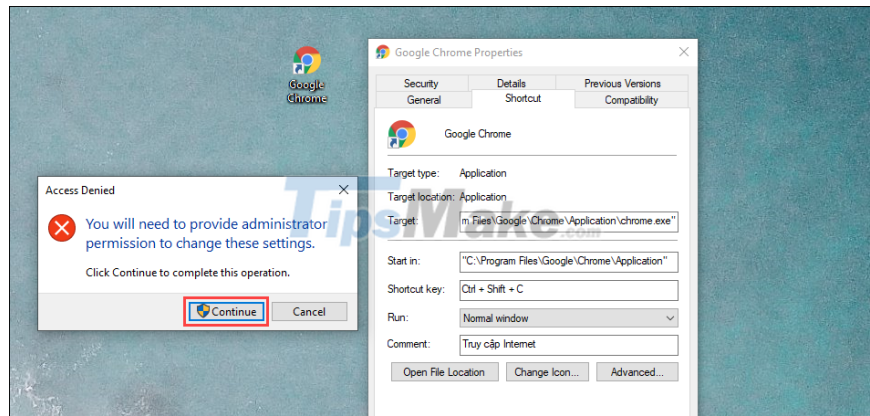 Google
Chrome
Google Chrome Properties
Security Details Previous Versions
General Shortcut Compatibility
Google Chrome
Target type: Application
Target location: Application
Target: m Files\Google\Chrome\Application\chrome.exe"
Start in: "C:\Program Files\Google\Chrome\Application"
Shortcut key: Ctrl + Shift + C
Run: Normal window
Comment: Truy cập Internet
Open File Location Change Icon... Advanced...
Access Denied
You will need to provide administrator
permission to change these settings.
Click Continue to complete this operation.
Continue Cancel
TipsMake.com